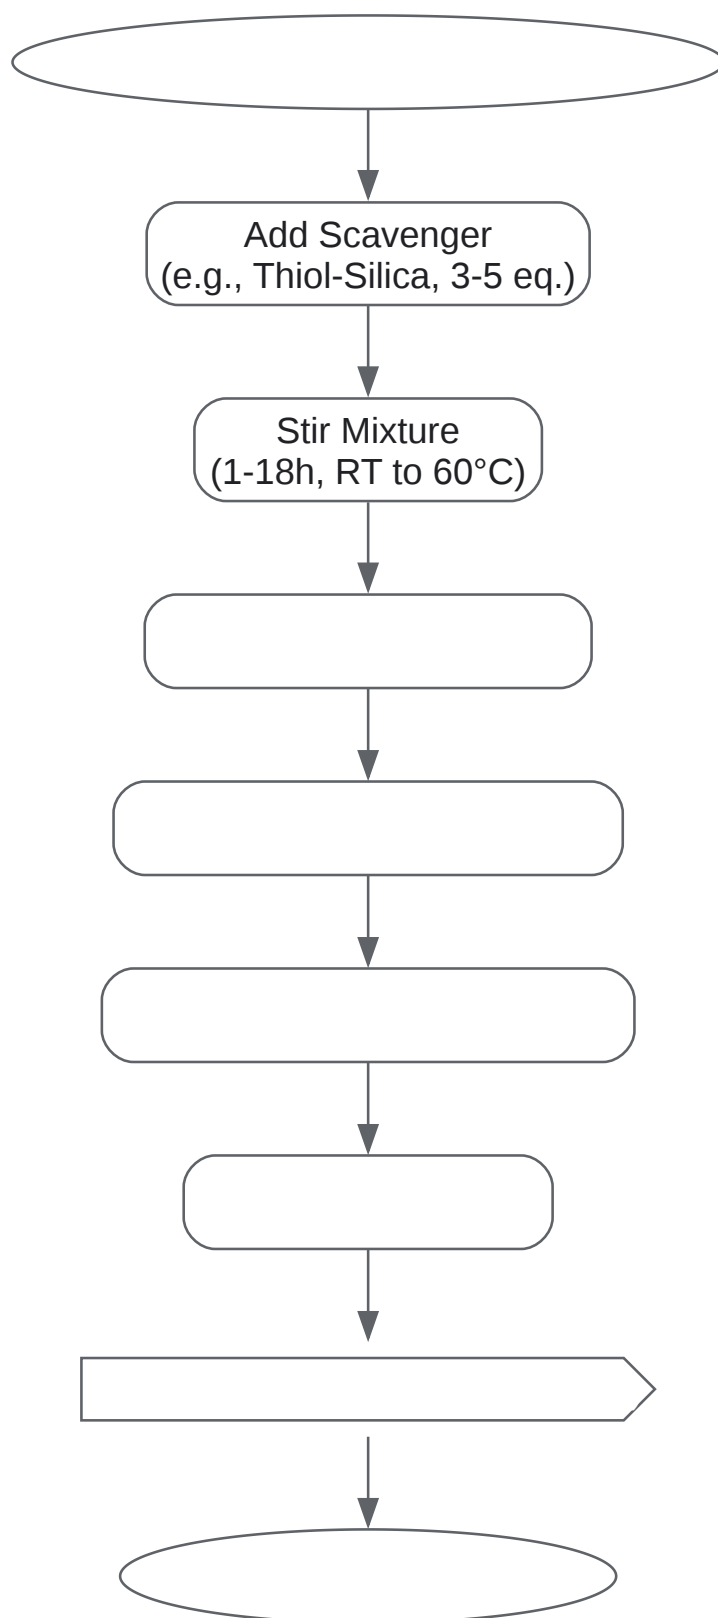 Add Scavenger
(e.g., Thiol-Silica, 3-5 eq.)
Stir Mixture
(1-18h, RT to 60°C)